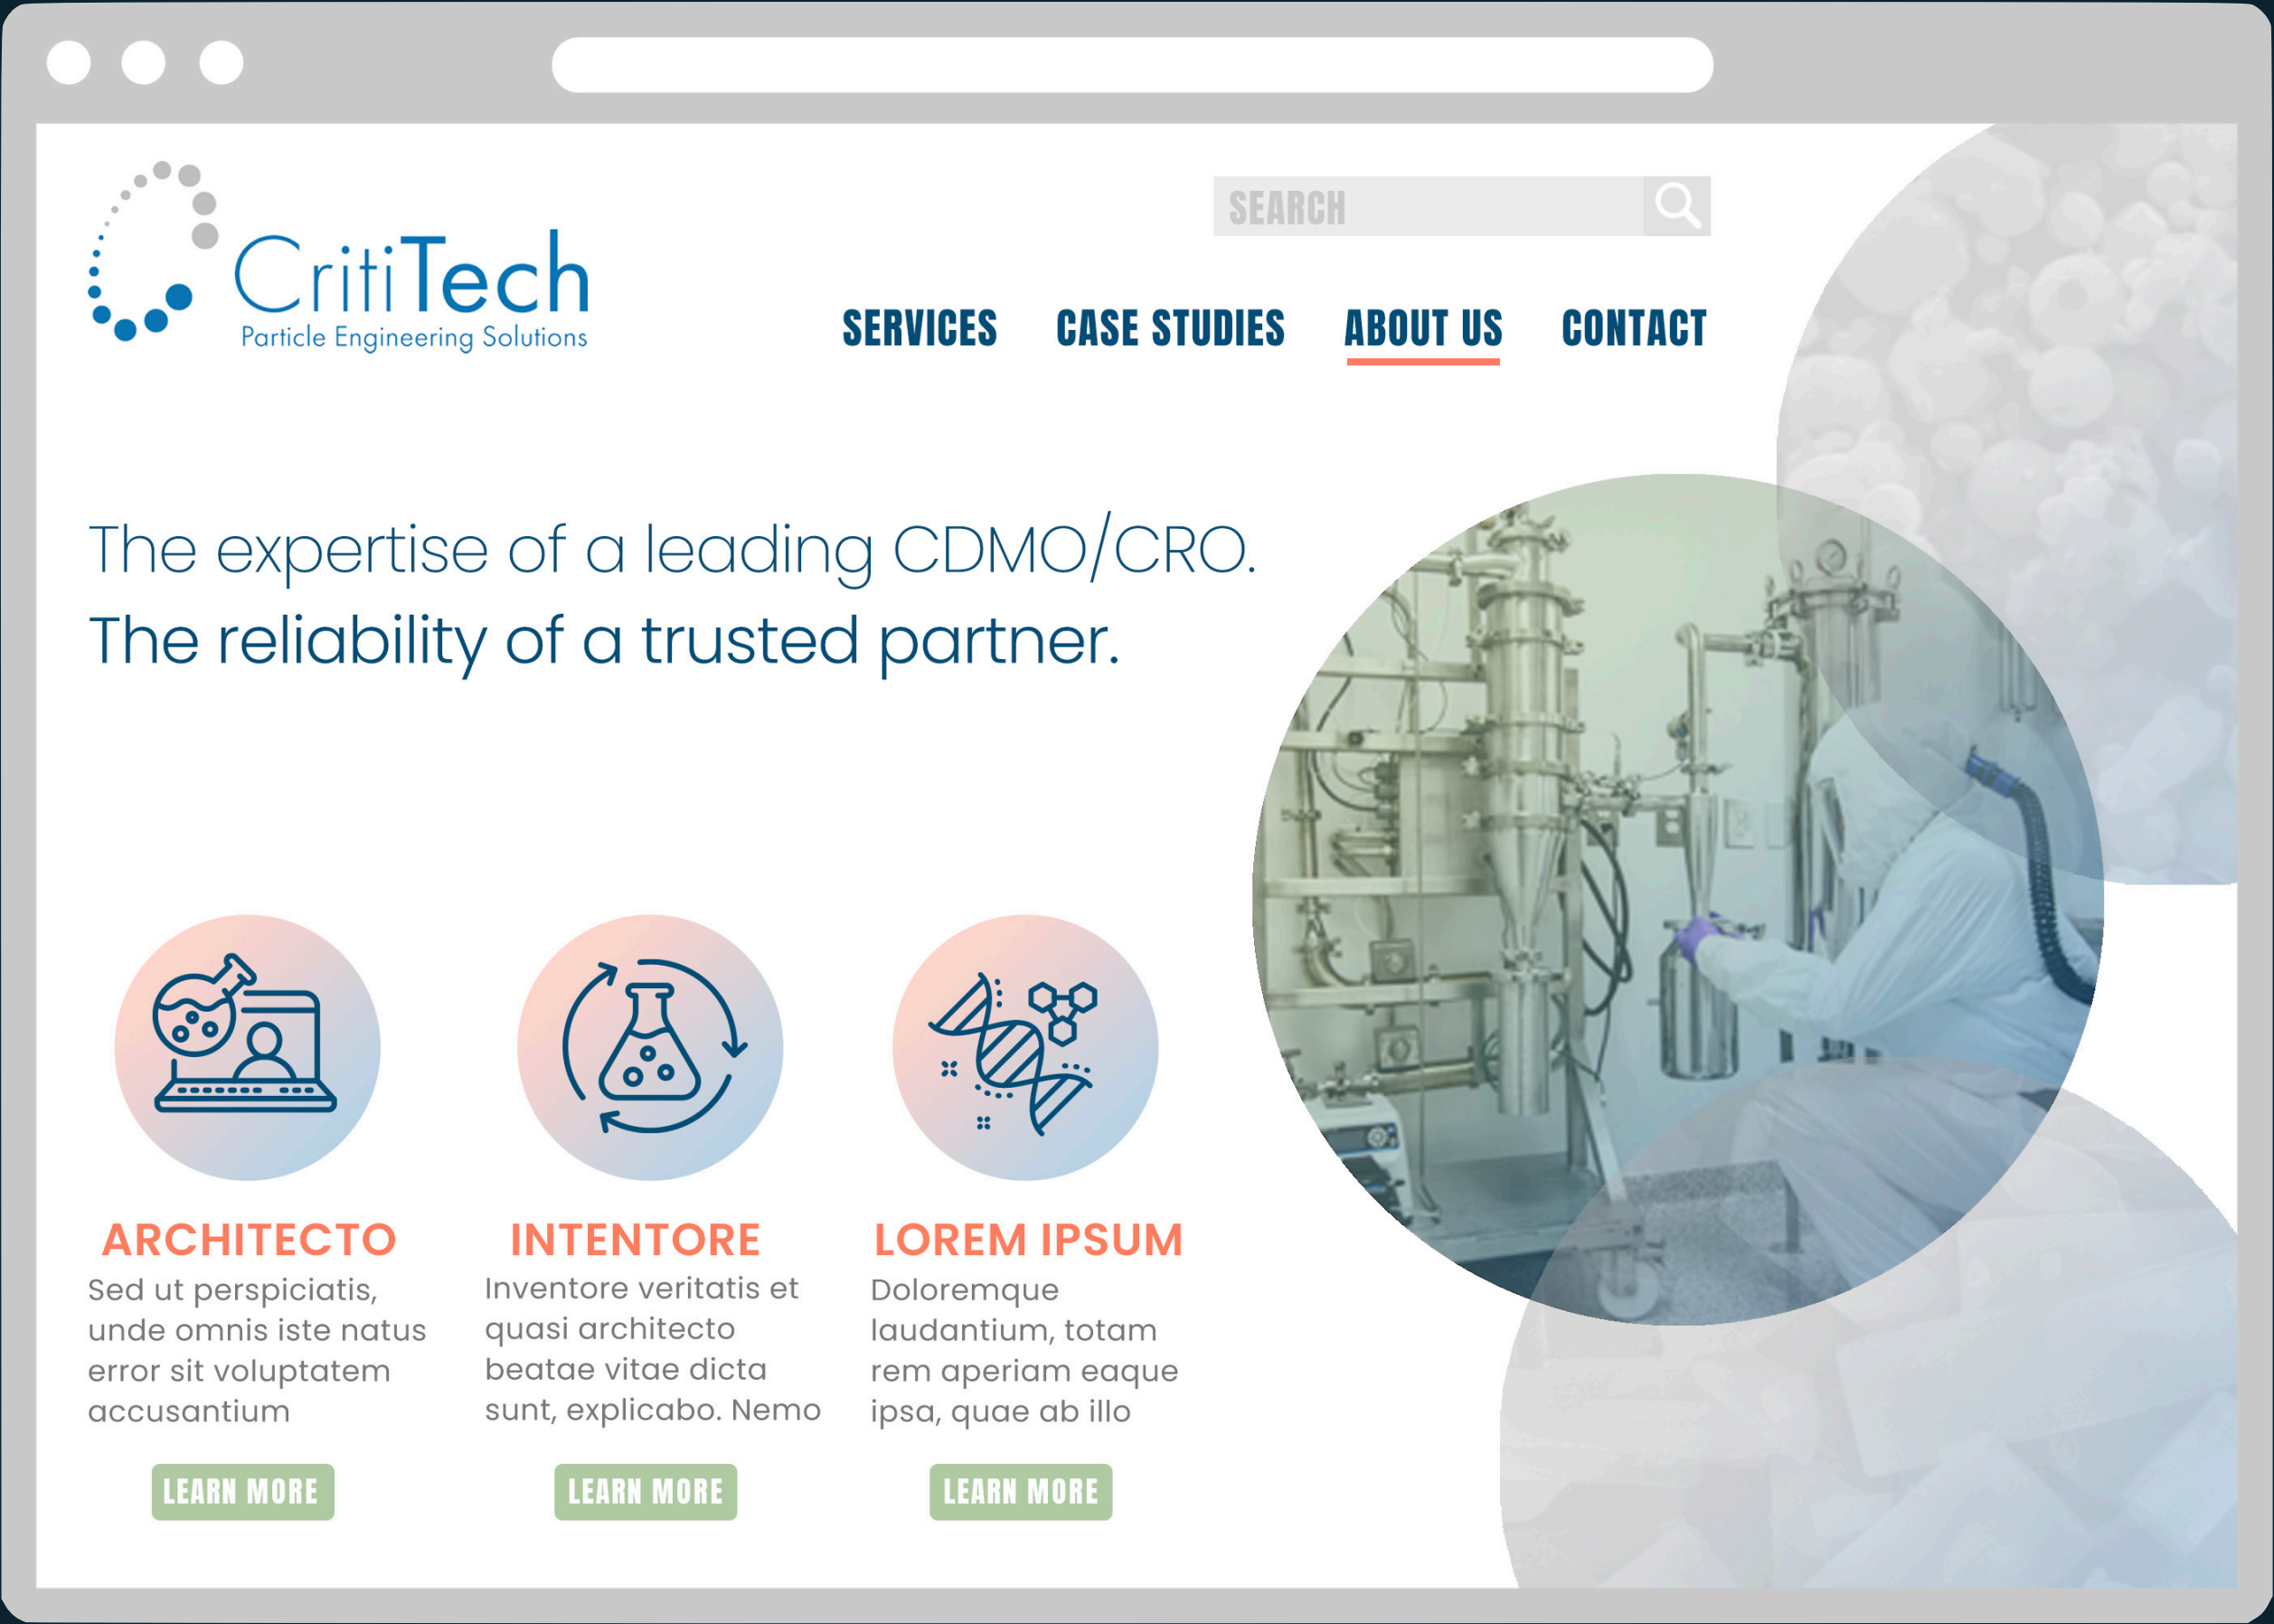 CritiTech
Particle Engineering Solutions
SEARCH
SERVICES CASE STUDIES ABOUT US CONTACT
The expertise of a leading CDMO/CRO.
The reliability of a trusted partner.
ARCHITECTO
Sed ut perspiciatis,
unde omnis iste natus
error sit voluptatem
accusantium
LEARN MORE
INTENTORE
Inventore veritatis et
quasi architecto
beatae vitae dicta
sunt, explicabo. Nemo
LEARN MORE
LOREM IPSUM
Doloremque
laudantium, totam
rem aperiam eaque
ipsa, quae ab illo
LEARN MORE